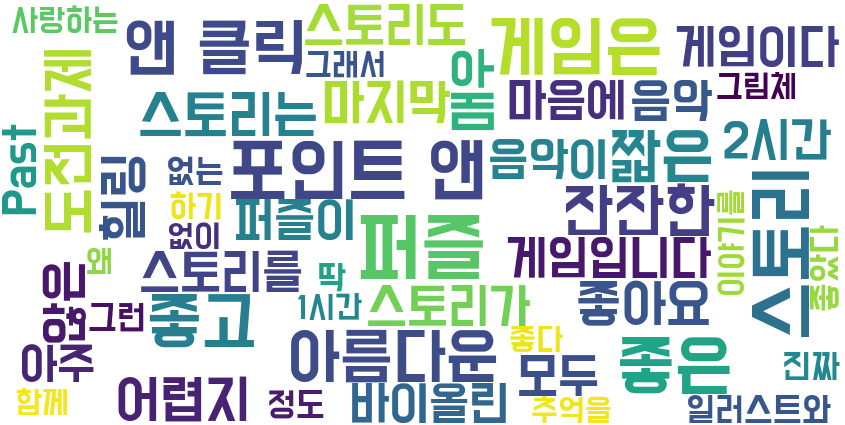 사랑하는
앤 클릭
스토리도
게임은
게임이다
그래서
아
봄
도전과제
스토리는
마지막
마음에
음악
그림체
Past
힐링
없는
포인트 앤
음악이
짧은
2시간
하기
없이
퍼즐이
퍼즐
잔잔한
이야기를
스토리
왜
스토리를
딱
게임입니다
좋았다
않은
그런
좋고
1시간
스토리가
좋아요
아주
아름다운
좋다
모두
좋은
진짜
함께
어렵지
정도
바이올린
추억을
일러스트와